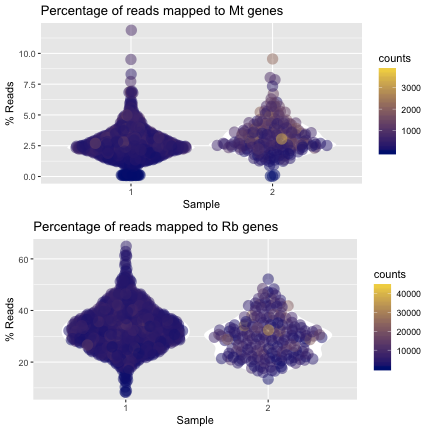 Percentage of reads mapped to Mt genes
10.0
7.5
5.0
2.5
0.0
% Reads
1
2
Sample
counts
3000
2000
1000
Percentage of reads mapped to Rb genes
60
40
20
% Reads
1
2
Sample
counts
40000
30000
20000
10000